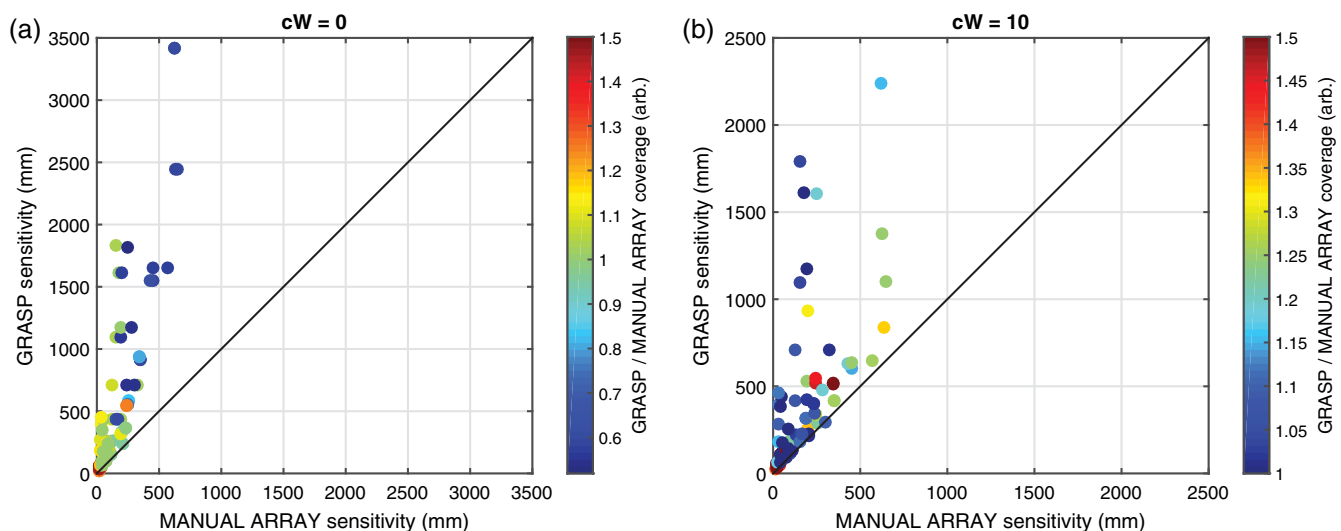 (a)
cW = 0
3500
3000
2500
2000
1500
1000
500
0
0 500 1000 1500 2000 2500 3000 3500
GRASP sensitivity (mm)
MANUAL ARRAY sensitivity (mm)
1.5
1.4
1.3
1.2
1.1
1
0.9
0.8
0.7
0.6
GRASP / MANUAL ARRAY coverage (arb.)
(b)
cW = 10
2500
2000
1500
1000
500
0
0 500 1000 1500 2000 2500
GRASP sensitivity (mm)
MANUAL ARRAY sensitivity (mm)
1.5
1.45
1.4
1.35
1.3
1.25
1.2
1.15
1.1
1.05
1
GRASP / MANUAL ARRAY coverage (arb.)